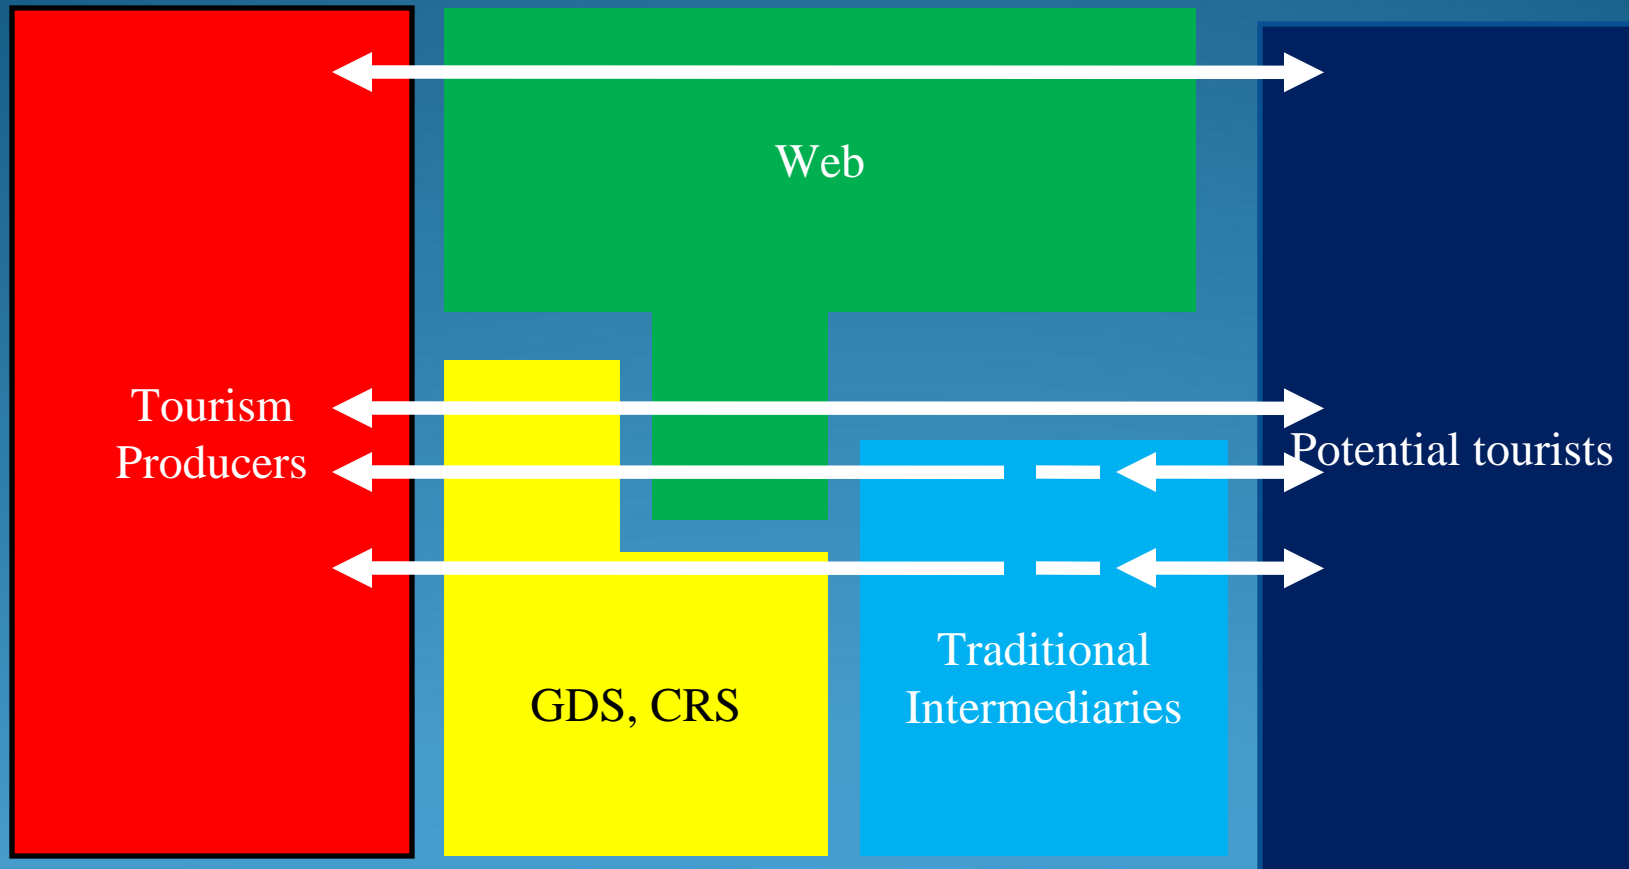 Web
Tourism
Producers
Potential tourists
GDS, CRS
Traditional
Intermediaries